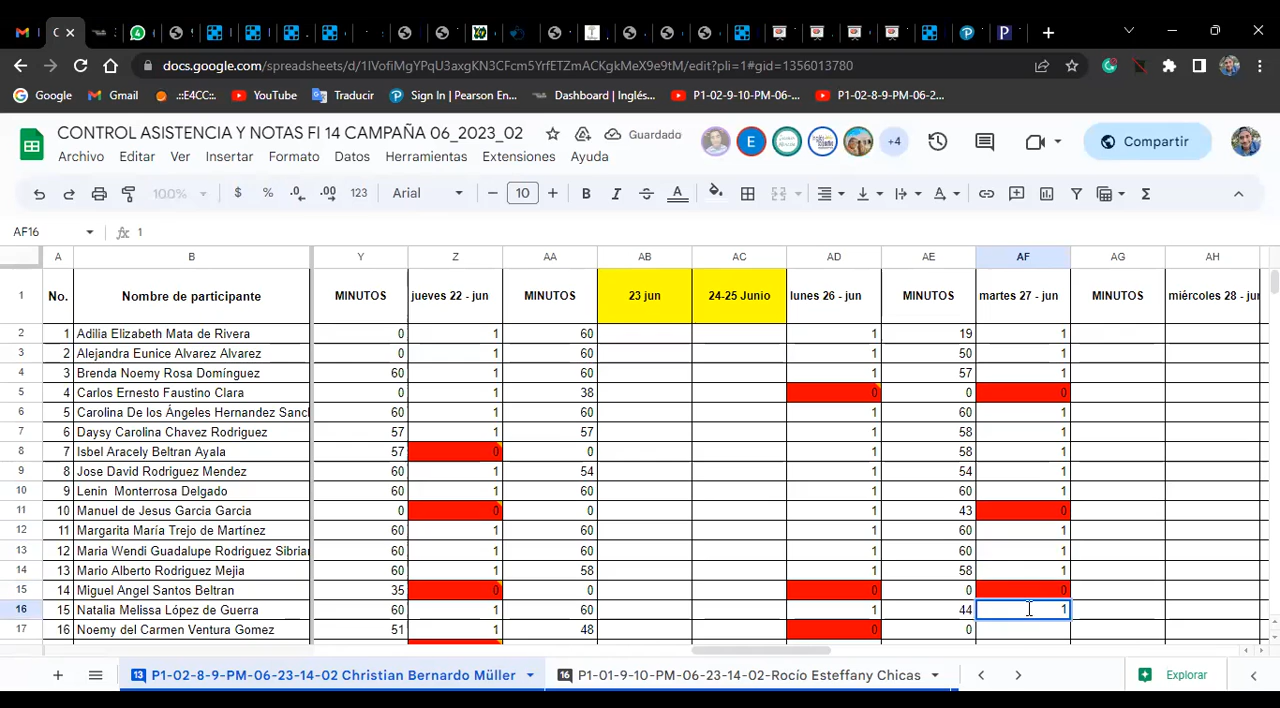 docs.google.com/spreadsheets/d/1IVofiMqYPqU3axgKN3CFcm5YrfETZmACKgkMeX9e9tM/edit?pli=1#gid=1356013780
Google Gmail .::E4CC::. YouTube Traducir Sign In | Pearson En... Dashboard | Inglés,... P1-02-9-10-PM-06-... P1-02-8-9-PM-06-2...
CONTROL ASISTENCIA Y NOTAS FI 14 CAMPAÑA 06_2023_02 Guardado E +4 Compartir
Archivo Editar Ver Insertar Formato Datos Herramientas Extensiones Ayuda
100% $ % .0 .00 123 Arial 10 B I S A
AF16 fx 1
A B Y Z AA AB AC AD AE AF AG AH
1 No. Nombre de participante MINUTOS jueves 22 - jun MINUTOS 23 jun 24-25 Junio lunes 26 - jun MINUTOS martes 27 - jun MINUTOS miércoles 28 - jun
2 1 Adilia Elizabeth Mata de Rivera 0 1 60 1 19 1
3 2 Alejandra Eunice Alvarez Alvarez 0 1 60 1 50 1
4 3 Brenda Noemy Rosa Domínguez 60 1 60 1 57 1
5 4 Carlos Ernesto Faustino Clara 0 1 38 0 0 0
6 5 Carolina De los Ángeles Hernandez Sanc 60 1 60 1 60 1
7 6 Daysy Carolina Chavez Rodriguez 57 1 57 1 58 1
8 7 Isbel Aracely Beltran Ayala 57 0 0 1 58 1
9 8 Jose David Rodriguez Mendez 60 1 54 1 54 1
10 9 Lenin Monterrosa Delgado 60 1 60 1 60 1
11 10 Manuel de Jesus Garcia Garcia 0 0 0 1 43 0
12 11 Margarita María Trejo de Martínez 60 1 60 1 60 1
13 12 Maria Wendi Guadalupe Rodriguez Sibrian 60 1 60 1 60 1
14 13 Mario Alberto Rodriguez Mejia 60 1 58 1 58 1
15 14 Miguel Angel Santos Beltran 35 0 0 0 0 0
16 15 Natalia Melissa López de Guerra 60 1 60 1 44 1
17 16 Noemy del Carmen Ventura Gomez 51 1 48 0 0
13 P1-02-8-9-PM-06-23-14-02 Christian Bernardo Müller 16 P1-01-9-10-PM-06-23-14-02-Rocío Esteffany Chicas Explorar